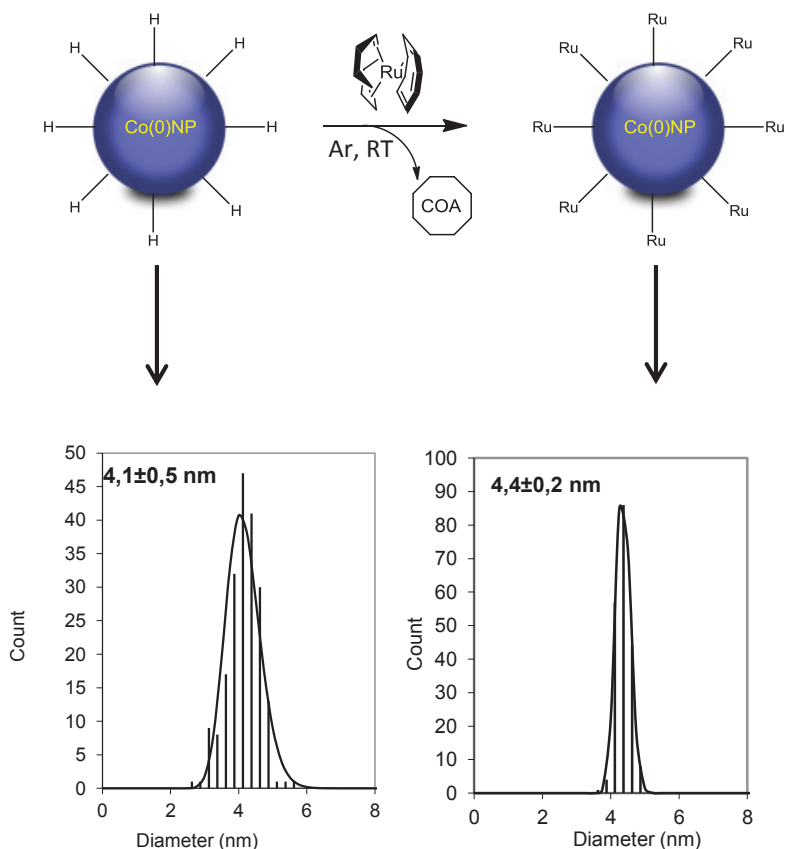 H
H
H
H
Co(0)NP
H
H
H
H
Ru
Ar, RT
COA
Ru
Ru
Ru
Ru
Co(0)NP
Ru
Ru
Ru
Ru
4,1±0,5 nm
50
45
40
35
30
25
20
15
10
5
0
Count
0
2
4
6
8
Diameter (nm)
4,4±0,2 nm
100
90
80
70
60
50
40
30
20
10
0
Count
0
2
4
6
8
Diameter (nm)